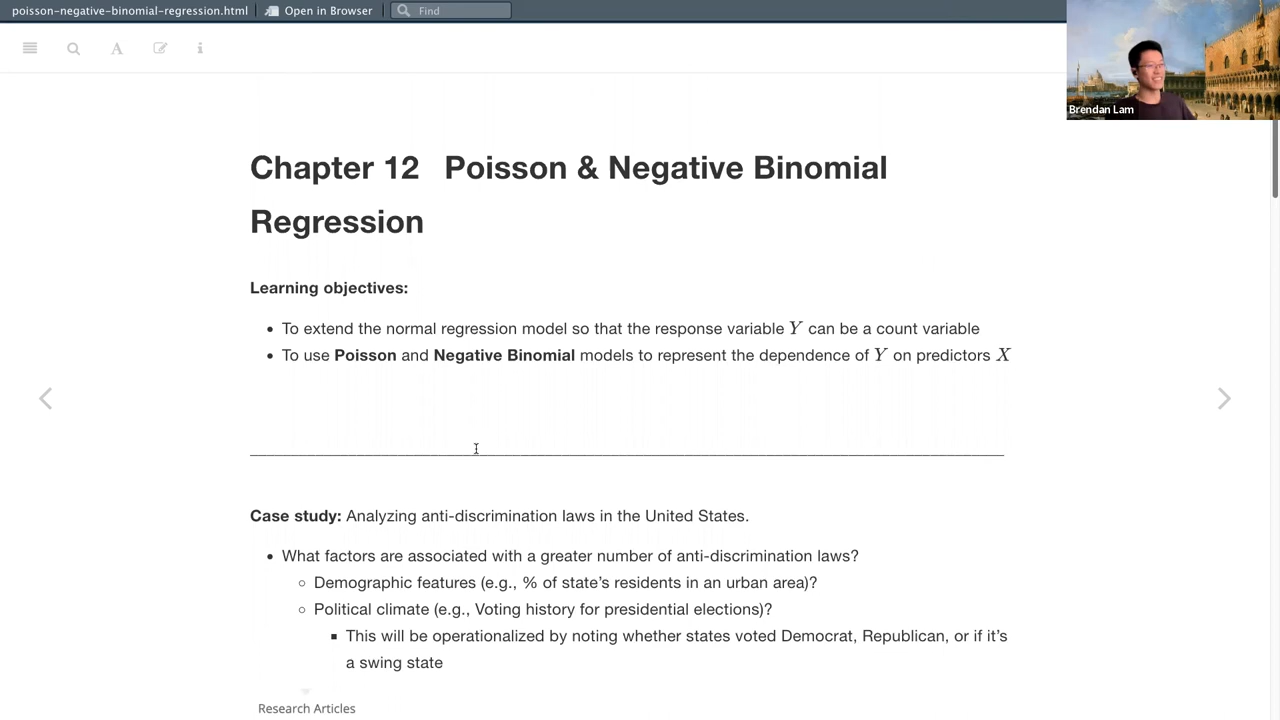 poisson-negative-binomial-regression.html Open in Browser Find
Brendan Lam
Chapter 12 Poisson & Negative Binomial
Regression
Learning objectives:
• To extend the normal regression model so that the response variable Y can be a count variable
• To use Poisson and Negative Binomial models to represent the dependence of Y on predictors X
Case study: Analyzing anti-discrimination laws in the United States.
• What factors are associated with a greater number of anti-discrimination laws?
○ Demographic features (e.g., % of state's residents in an urban area)?
○ Political climate (e.g., Voting history for presidential elections)?
▪ This will be operationalized by noting whether states voted Democrat, Republican, or if it's
a swing state
Research Articles